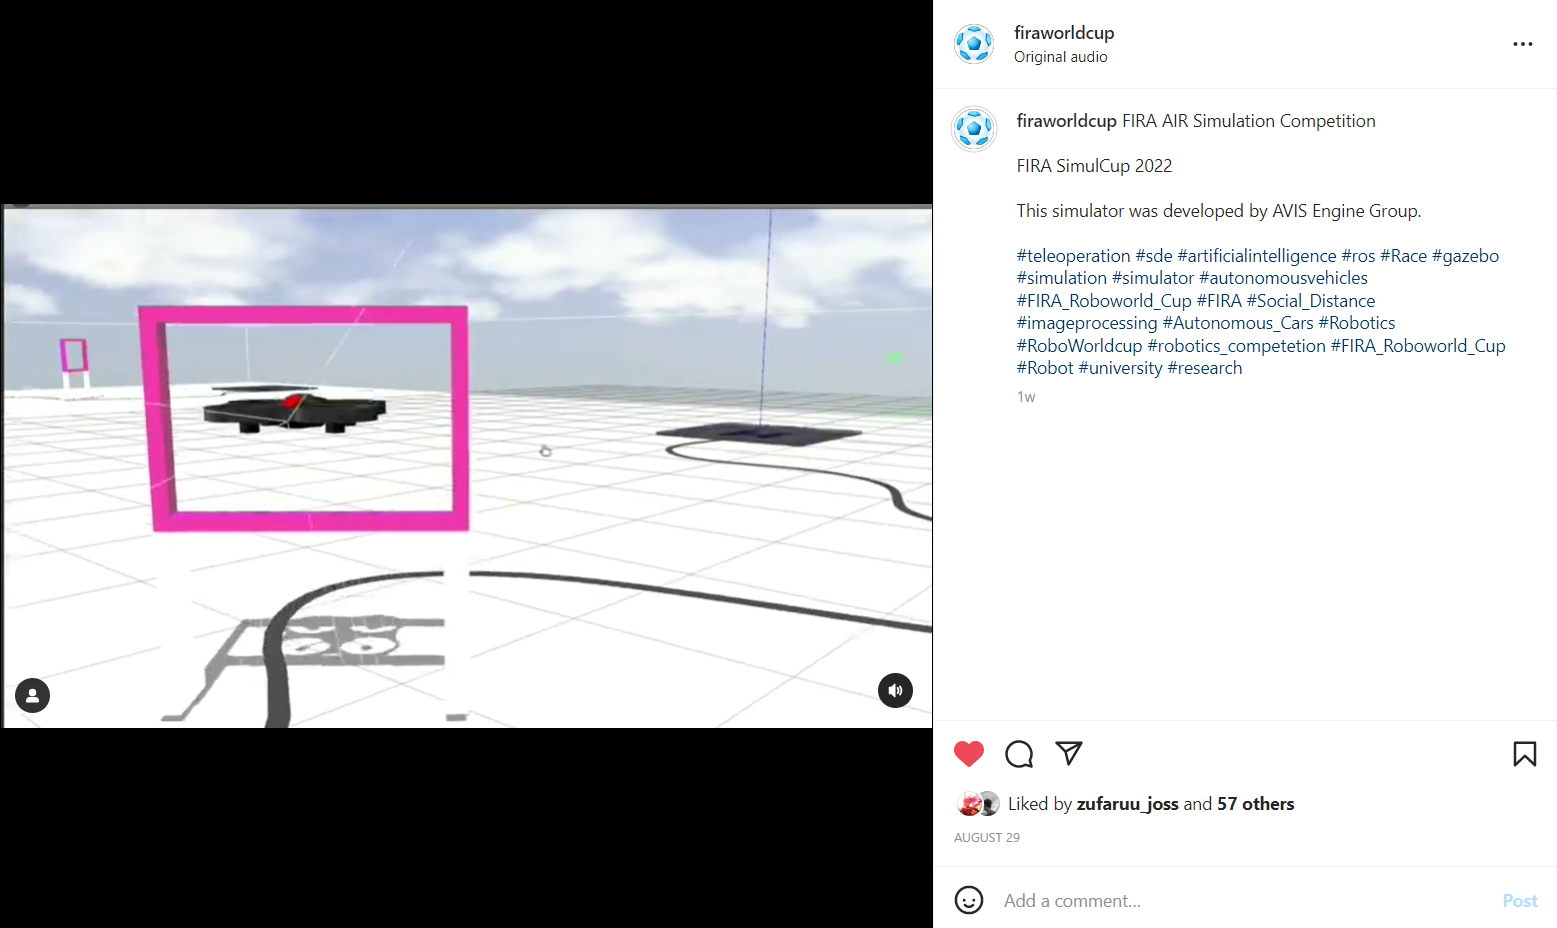 firaworldcup
Original audio
firaworldcup FIRA AIR Simulation Competition
FIRA SimulCup 2022
This simulator was developed by AVIS Engine Group.
#teleoperation #sde #artificialintelligence #ros #Race #gazebo
#simulation #simulator #autonomousvehicles
#FIRA_Roboworld_Cup #FIRA #Social_Distance
#imageprocessing #Autonomous_Cars #Robotics
#RoboWorldcup #robotics_competetion #FIRA_Roboworld_Cup
#Robot #university #research
1w
Liked by zufaruu_joss and 57 others
AUGUST 29
Add a comment...
Post